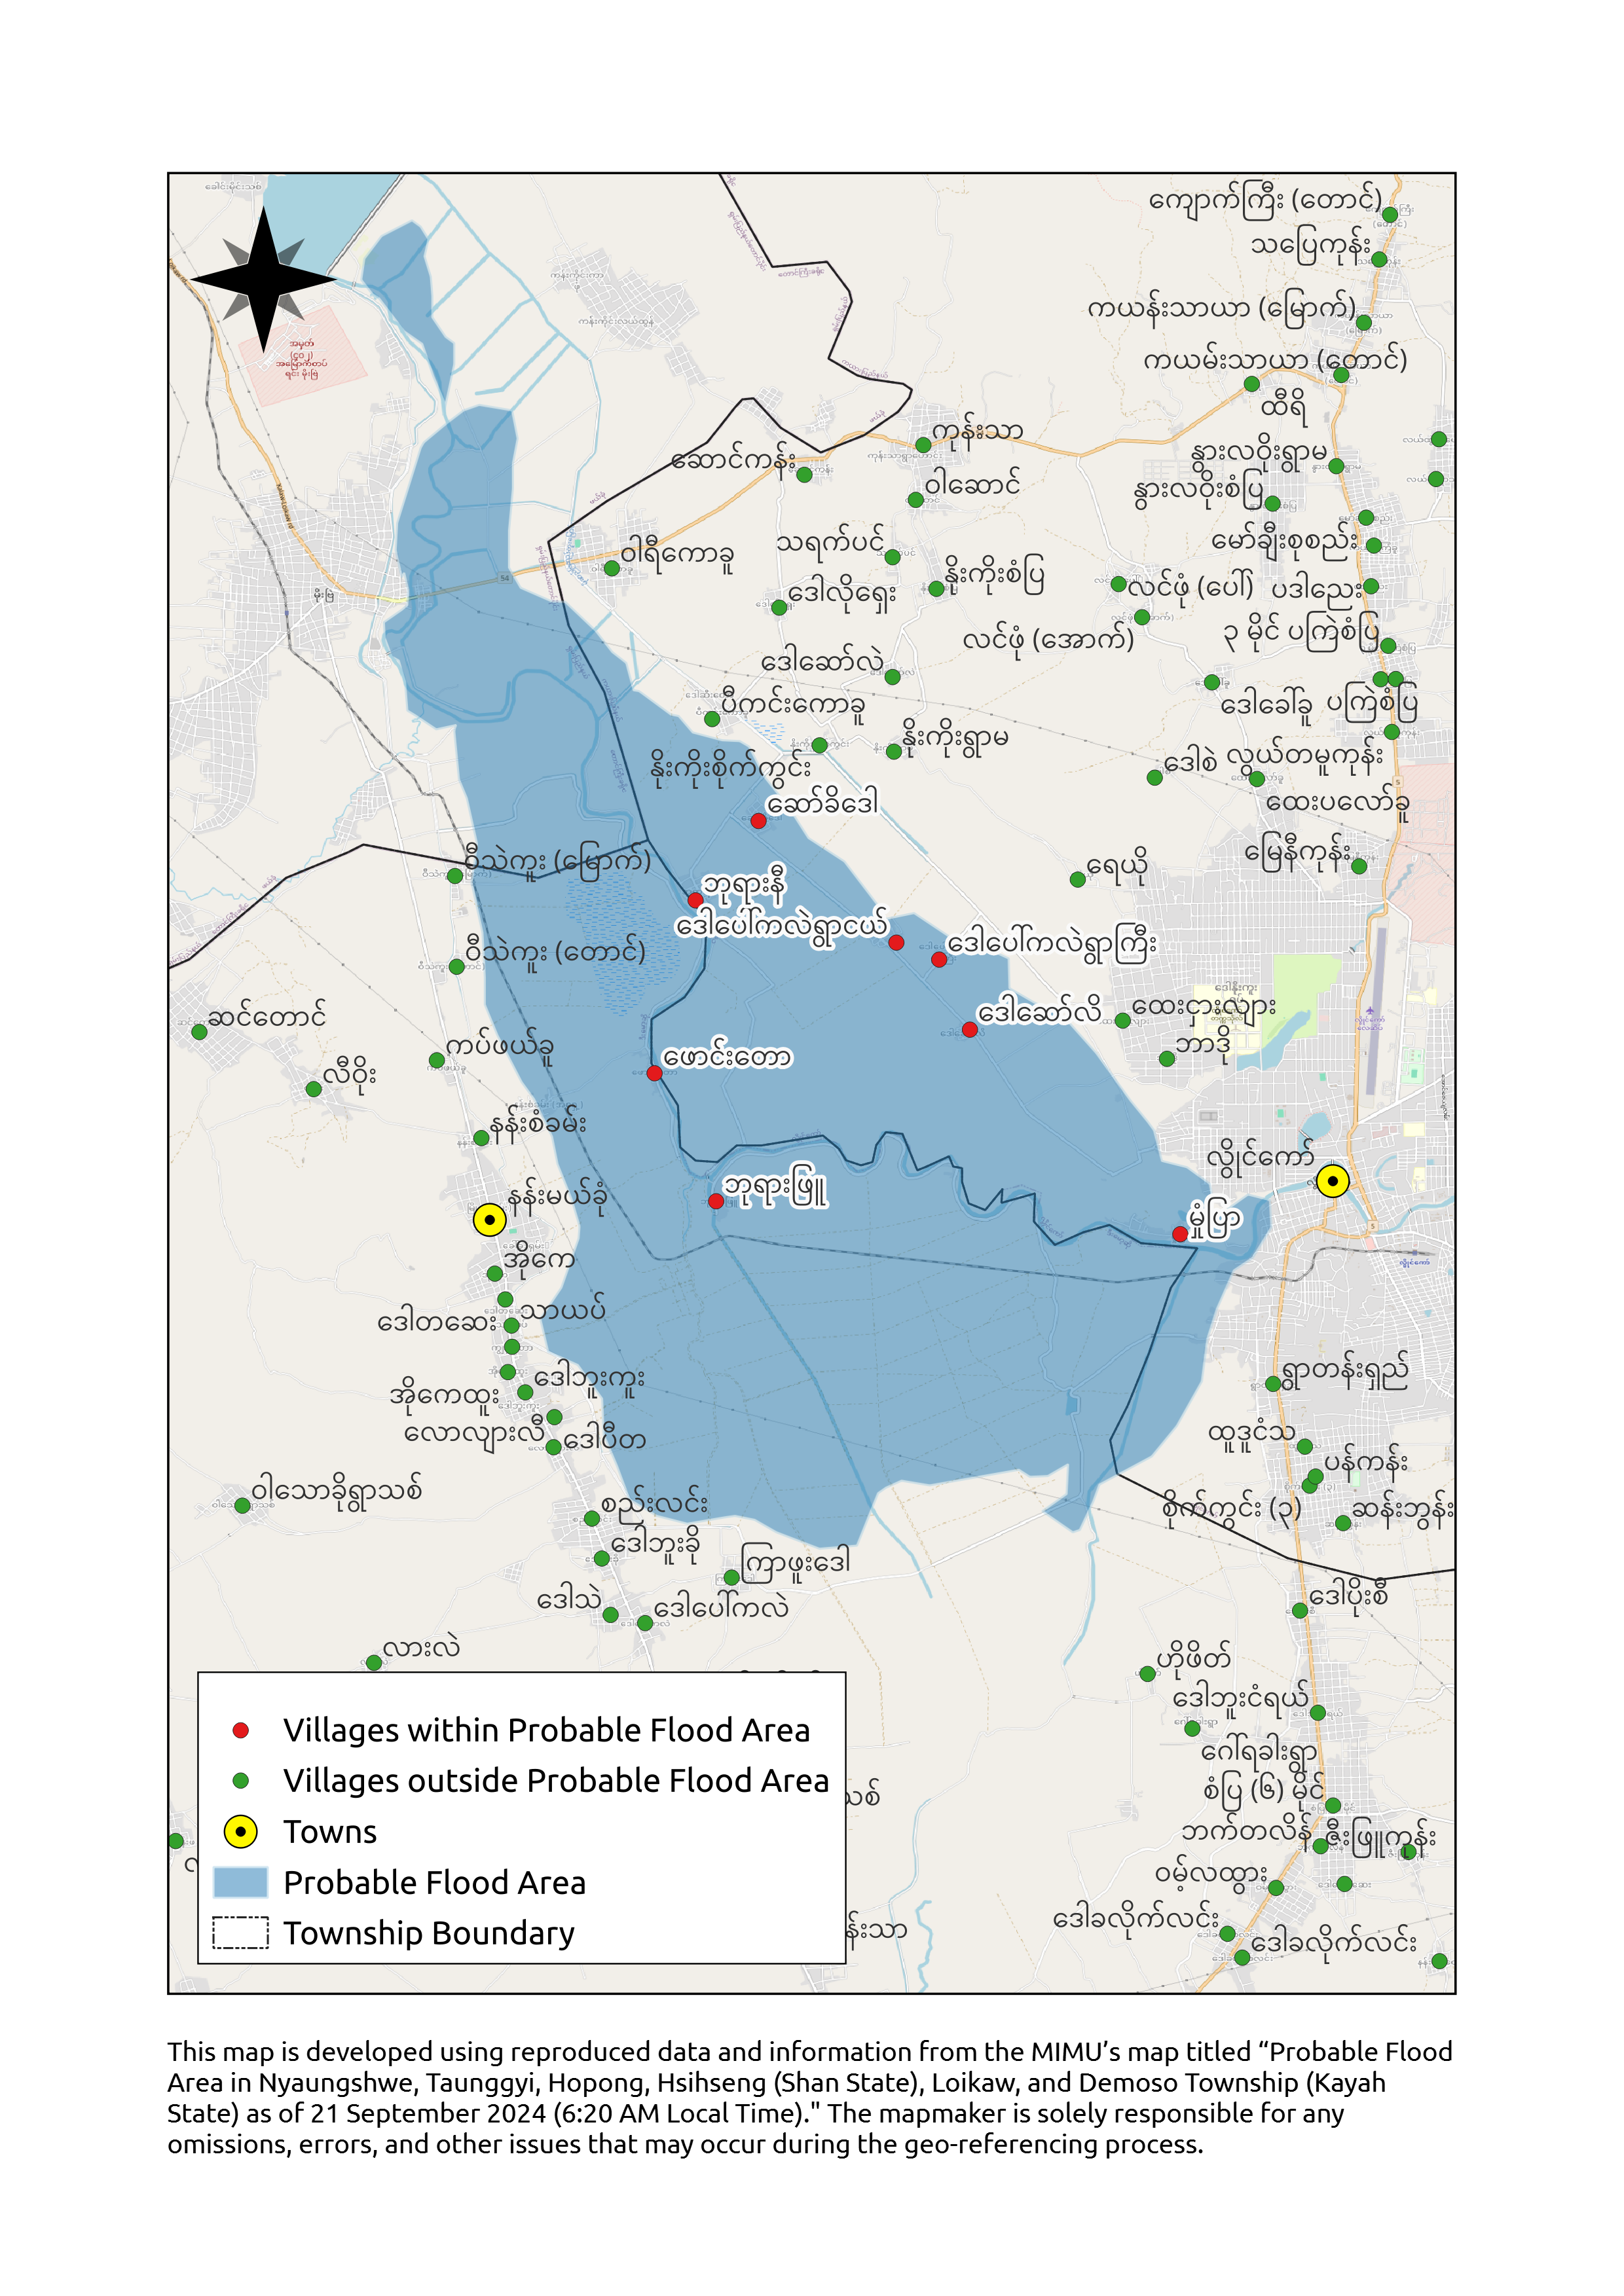 ကျောက်ကြီး (တောင်)
သပြေကုန်း
ကယန်းသာယာ (မြောက်)
ကယမ်းသာယာ (တောင်)
ထီရိ
ကုန်းသာ
ဆောင်ကန်း
နွားလဝိုးရွာမ
ဝါဆောင်
နွားလဝိုးစံပြ
သရက်ပင်
မော်ချီးစုစည်း
ဝါရီကောခူ
နိုးကိုးစံပြ
ဒေါလိုရှေး
လင်ဖုံ (ပေါ်)
ပဒါညေး
၃ မိုင် ပကြဲစံပြ
လင်ဖုံ (အောက်)
ဒေါဆော်လဲ
ပီကင်းကောခူ
ဒေါခေါ်ခူ
ပကြဲစံပြ
နိုးကိုးရွာမ
ဒေါစဲ
လွယ်တမူကုန်း
နိုးကိုးစိုက်ကွင်း
ဆော်ခိဒေါ
ထေးပလော်ခူ
မြေနီကုန်း
ဝီသဲကူး (မြောက်)
ရေယို
ဘုရားနီ
ဒေါပေါ်ကလဲရွာငယ်
ဒေါပေါ်ကလဲရွာကြီး
ဝီသဲကူး (တောင်)
ဆင်တောင်
ဒေါဆော်လိ
ထေးငှားလျား
ကပ်ဖယ်ခူ
ဘာဒို
ဖောင်းတော
လီဝိုး
နန်းစံခမ်း
လွိုင်ကော်
ဘုရားဖြူ
နန်းမယ်ခုံ
မှုံပြာ
အိုကေ
သာယပ်
ဒေါတဆေး
ဒေါဘူးကူး
ရွာတန်းရှည်
အိုကေထူး
လောလျားလီ
ဒေါပီတ
ထူဒူငံသ
ပန်ကန်း
ဝါသောခိုရွာသစ်
စည်းလင်း
စိုက်ကွင်း (၃)
ဆန်းဘွန်း
ဒေါဘူးခို
ကြာဖူးဒေါ
ဒေါသဲ
ဒေါပေါ်ကလဲ
ဒေါပိုးစီ
လားလဲ
ဟိုဖိတ်
ဒေါဘူးငံရယ်
ဂေါ်ရခါးရွာ
စံပြ (၆) မိုင်
ဘက်တလိန်
ဇီးဖြူကုန်း
ဝမ့်လထွား
ဒေါခလိုက်လင်း
ဒေါခလိုက်လင်း
Villages within Probable Flood Area
Villages outside Probable Flood Area
Towns
Probable Flood Area
Township Boundary
This map is developed using reproduced data and information from the MIMU’s map titled “Probable Flood
Area in Nyaungshwe, Taunggyi, Hopong, Hsihseng (Shan State), Loikaw, and Demoso Township (Kayah
State) as of 21 September 2024 (6:20 AM Local Time)." The mapmaker is solely responsible for any
omissions, errors, and other issues that may occur during the geo-referencing process.